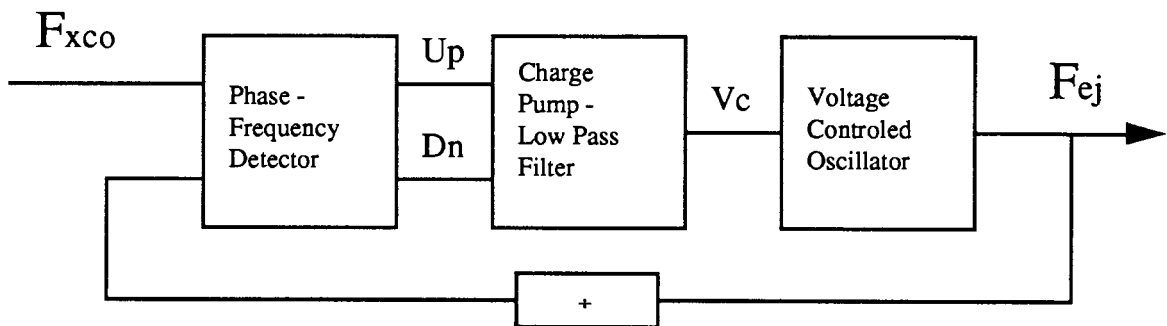 Fxco
Up
Dn
Phase -
Frequency
Detector
Charge
Pump -
Low Pass
Filter
Vc
Voltage
Controled
Oscillator
Fej
+